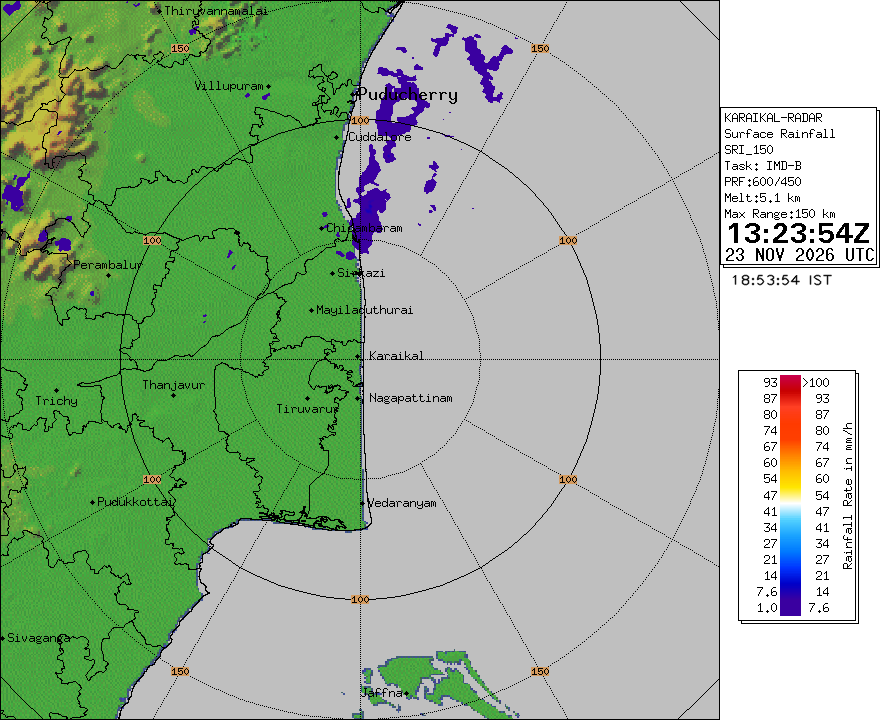 Thiruvannamalai
150
150
Villupuram
Puducherry
100
Cuddalore
Chidambaram
100
100
Perambalur
Sirkazi
Mayiladuthurai
Karaikal
Thanjavur
Trichy
Tiruvarur
Nagapattinam
100
100
Pudukkottai
Vedaranyam
100
Sivaganga
150
150
Jaffna
KARAIKAL-RADAR
Surface Rainfall
SRI_150
Task: IMD-B
PRF:600/450
Melt:5.1 km
Max Range:150 km
13:23:54Z
23 NOV 2026 UTC
18:53:54 IST
93 >100
87 93
80 87
74 80
67 74
60 67
54 60
47 54
41 47
34 41
27 34
21 27
14 21
7.6 14
1.0 7.6
Rainfall Rate in mm/h